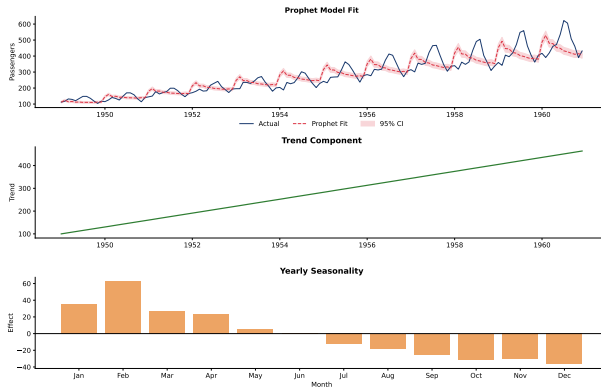 Prophet Model Fit
Passengers
600
500
400
300
200
100
1950 1952 1954 1956 1958 1960
Actual Prophet Fit 95% CI
Trend Component
Trend
400
300
200
100
1950 1952 1954 1956 1958 1960
Yearly Seasonality
Effect
60
40
20
0
−20
−40
Jan Feb Mar Apr May Jun Jul Aug Sep Oct Nov Dec
Month